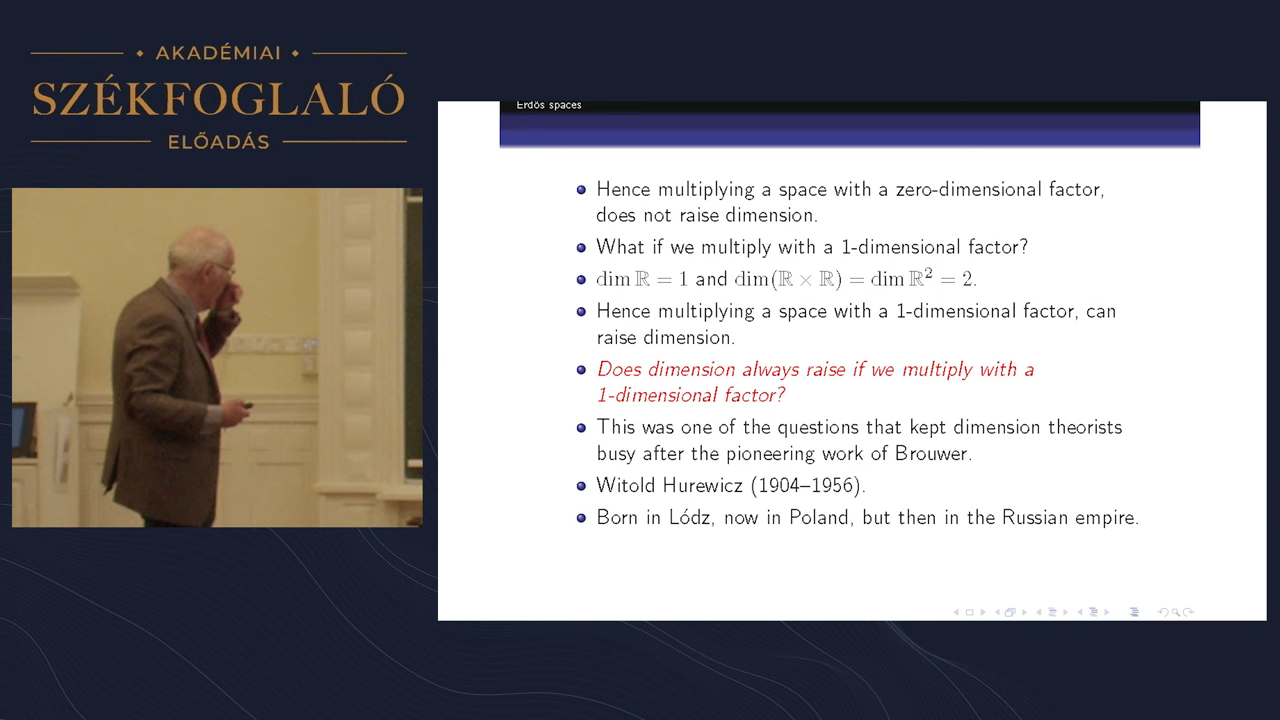 AKADÉMIAI
SZÉKFOGLALÓ
ELŐADÁS
Erdős spaces
Hence multiplying a space with a zero-dimensional factor,
does not raise dimension.
What if we multiply with a 1-dimensional factor?
dim ℝ = 1 and dim(ℝ × ℝ) = dim ℝ² = 2.
Hence multiplying a space with a 1-dimensional factor, can
raise dimension.
Does dimension always raise if we multiply with a
1-dimensional factor?
This was one of the questions that kept dimension theorists
busy after the pioneering work of Brouwer.
Witold Hurewicz (1904–1956).
Born in Lódz, now in Poland, but then in the Russian empire.